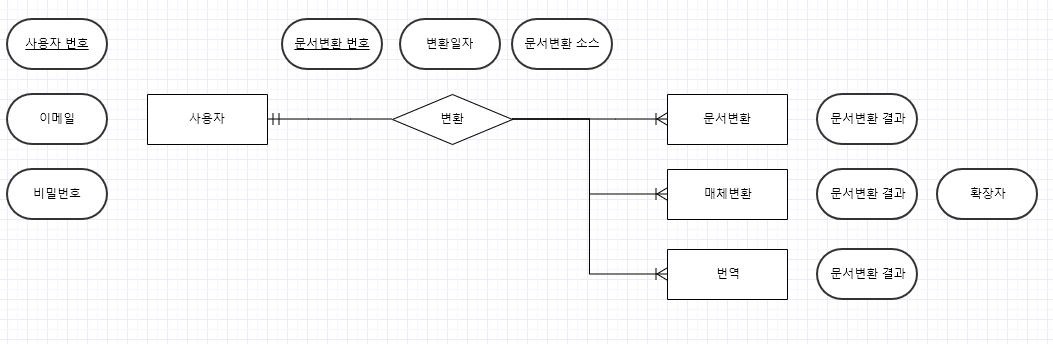 사용자 번호
문서변환 번호
변환일자
문서변환 소스
이메일
사용자
변환
문서변환
문서변환 결과
비밀번호
매체변환
문서변환 결과
확장자
번역
문서변환 결과